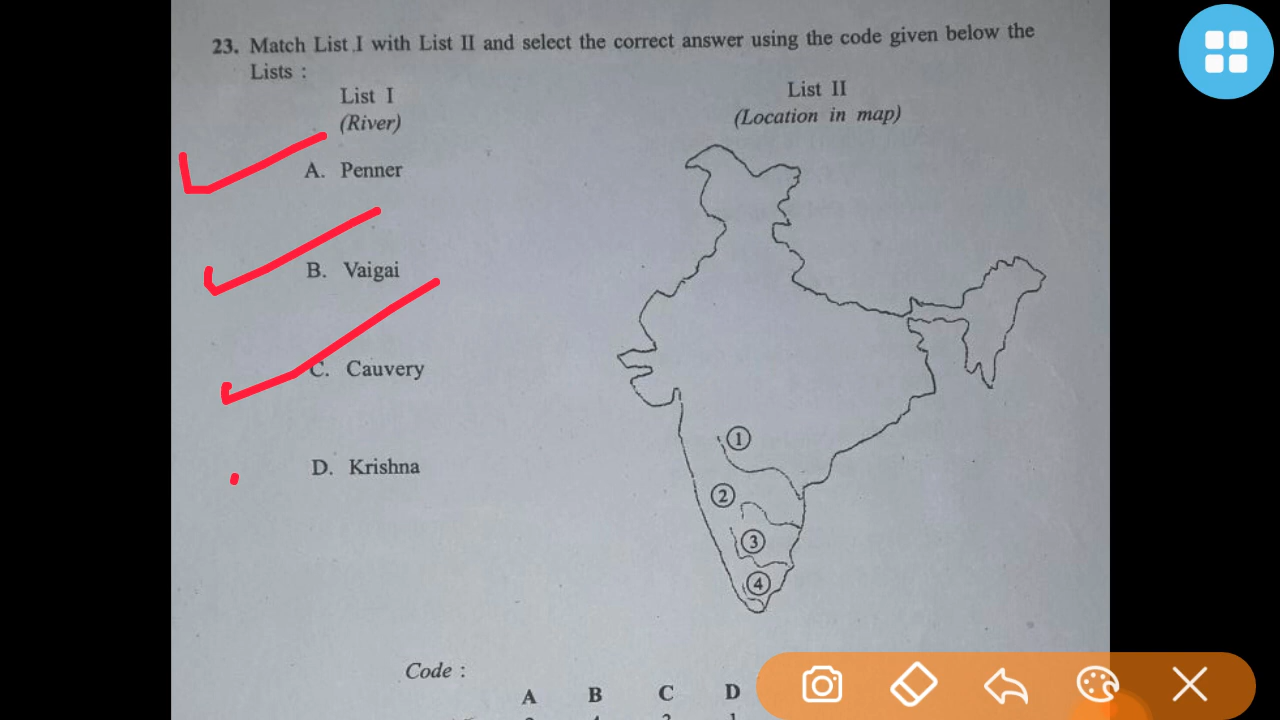 23. Match List I with List II and select the correct answer using the code given below the
Lists :
List I
(River)
List II
(Location in map)
A. Penner
B. Vaigai
C. Cauvery
D. Krishna
1
2
3
4
Code :
A B C D